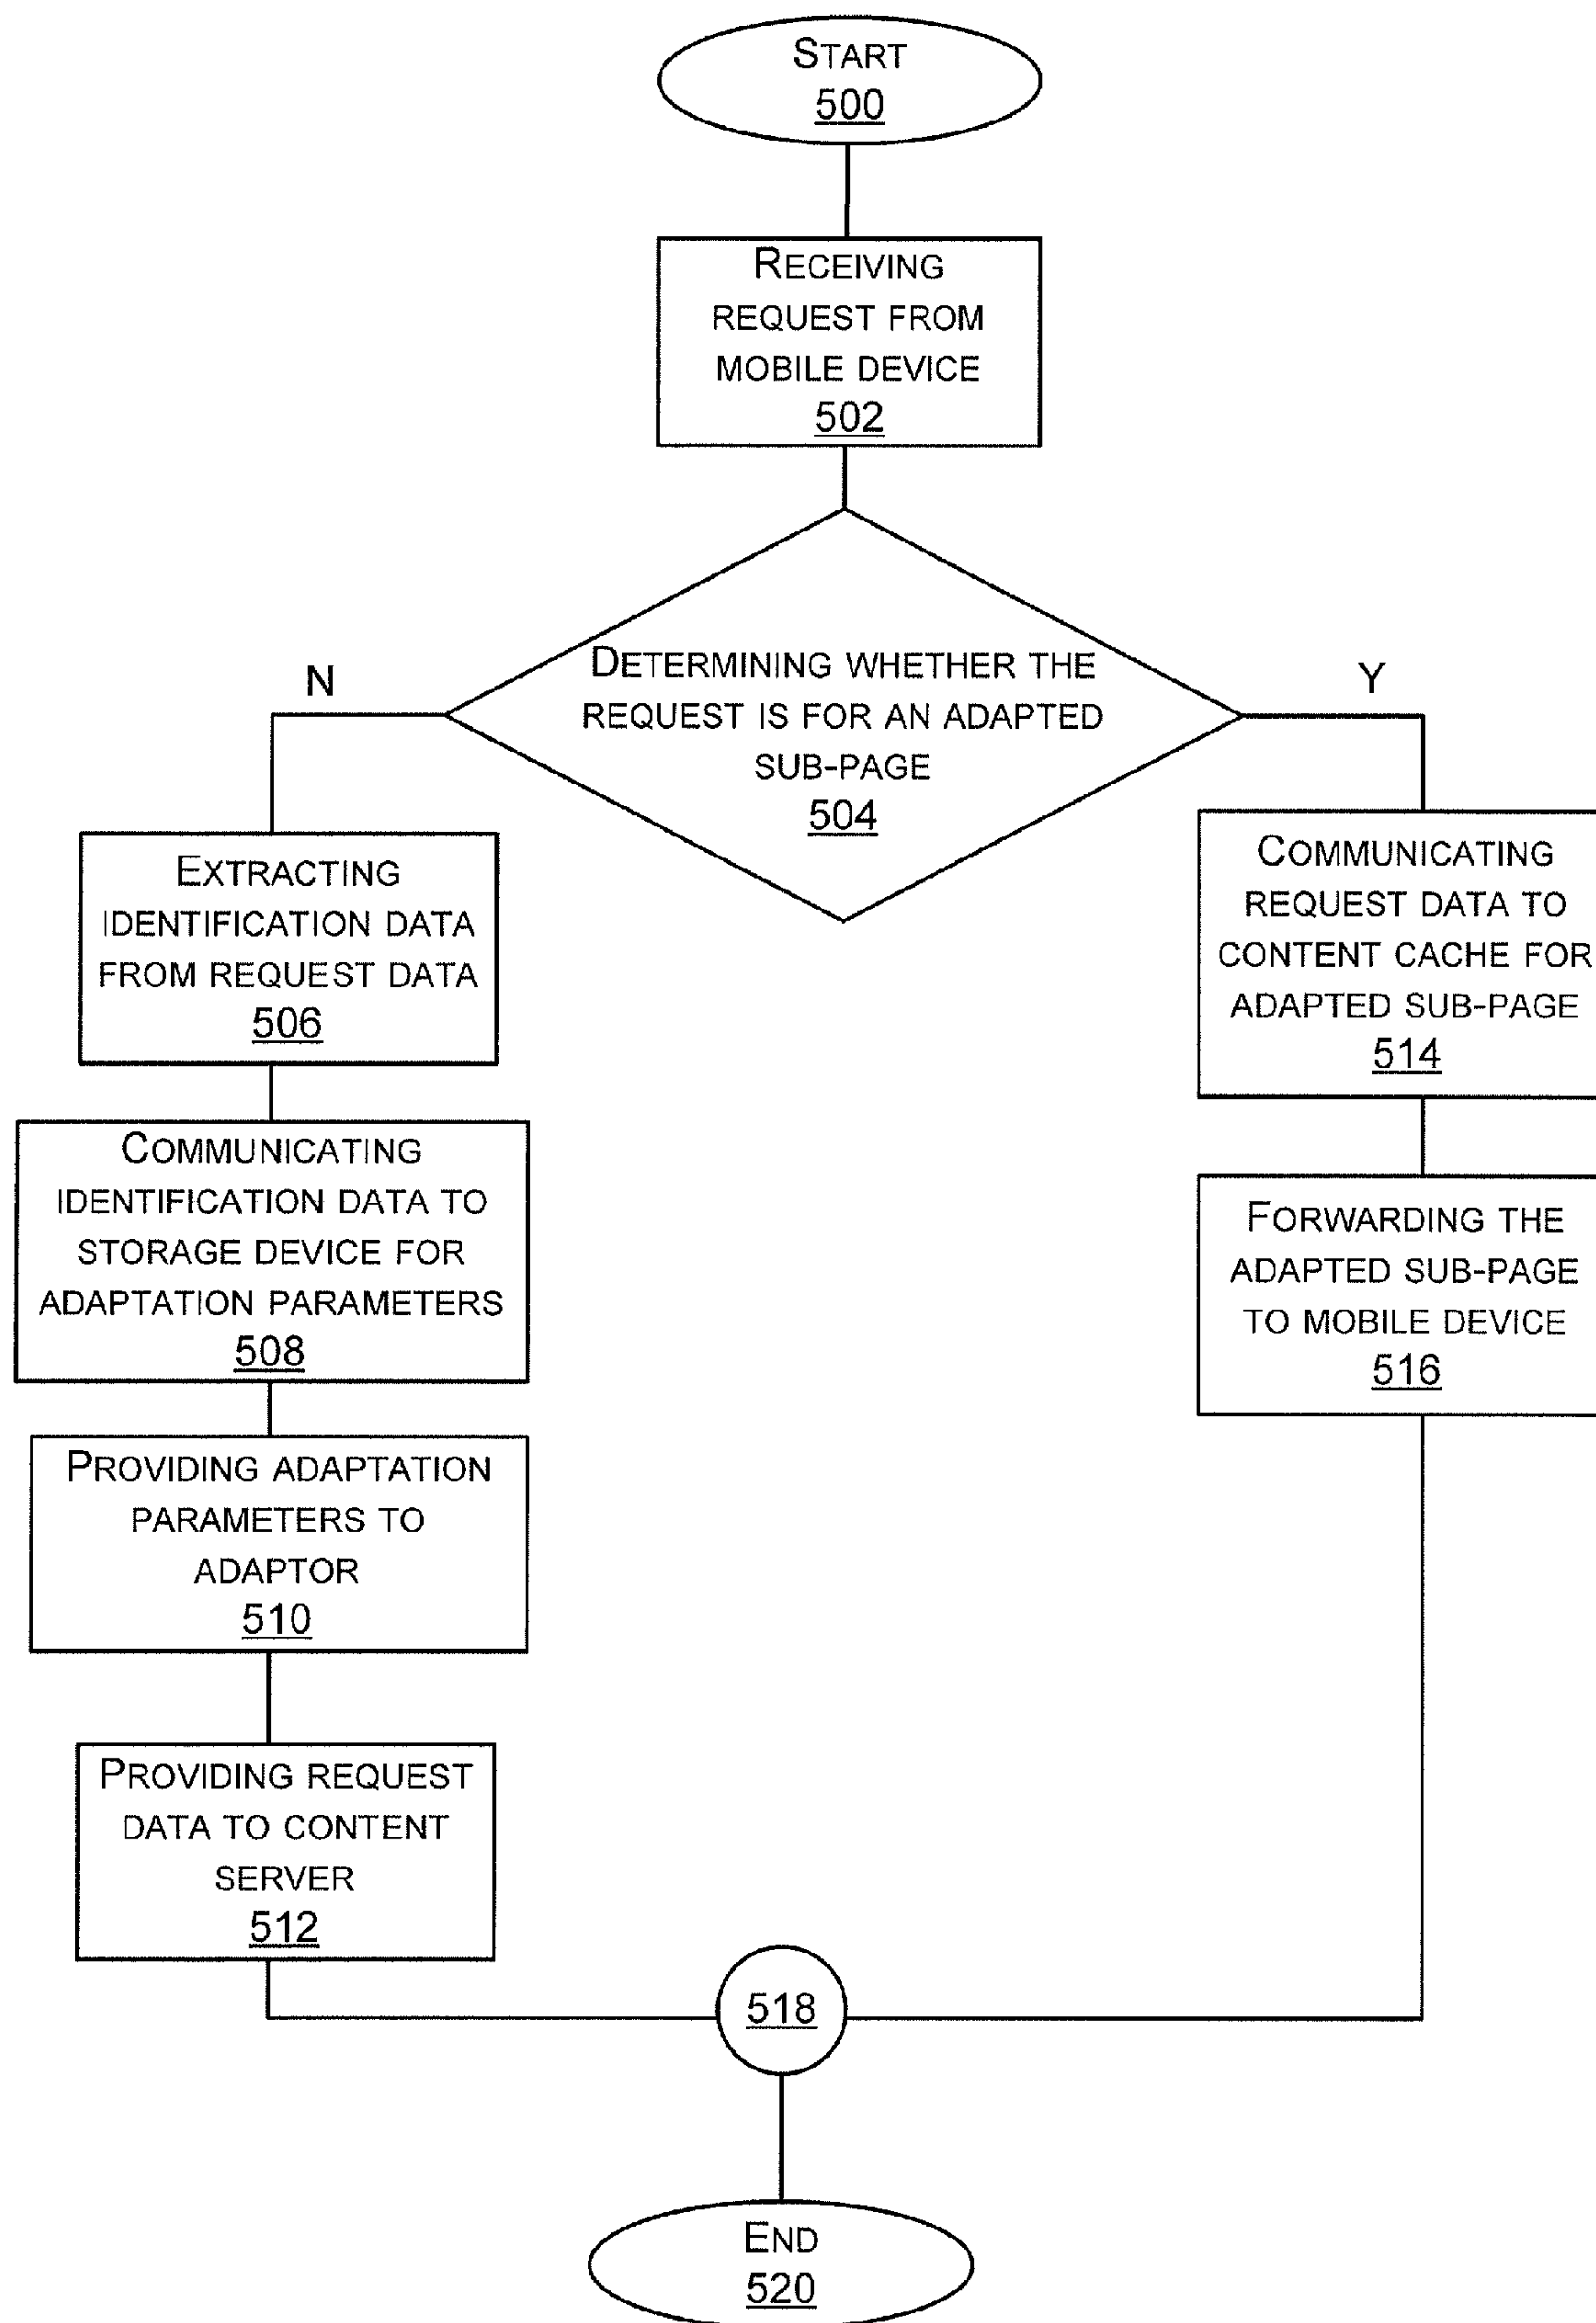 START
500
RECEIVING
REQUEST FROM
MOBILE DEVICE
502
DETERMINING WHETHER THE
REQUEST IS FOR AN ADAPTED
SUB-PAGE
504
N
Y
EXTRACTING
IDENTIFICATION DATA
FROM REQUEST DATA
506
COMMUNICATING
IDENTIFICATION DATA TO
STORAGE DEVICE FOR
ADAPTATION PARAMETERS
508
PROVIDING ADAPTATION
PARAMETERS TO
ADAPTOR
510
PROVIDING REQUEST
DATA TO CONTENT
SERVER
512
COMMUNICATING
REQUEST DATA TO
CONTENT CACHE FOR
ADAPTED SUB-PAGE
514
FORWARDING THE
ADAPTED SUB-PAGE
TO MOBILE DEVICE
516
518
END
520